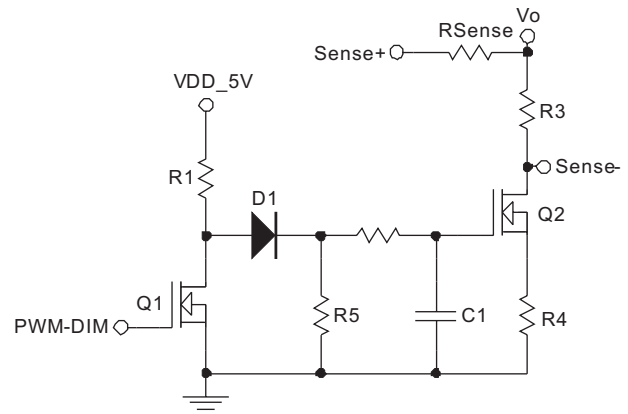 Vo
RSense
Sense+
VDD_5V
R3
Sense-
R1
D1
Q2
Q1
R5
C1
R4
PWM-DIM